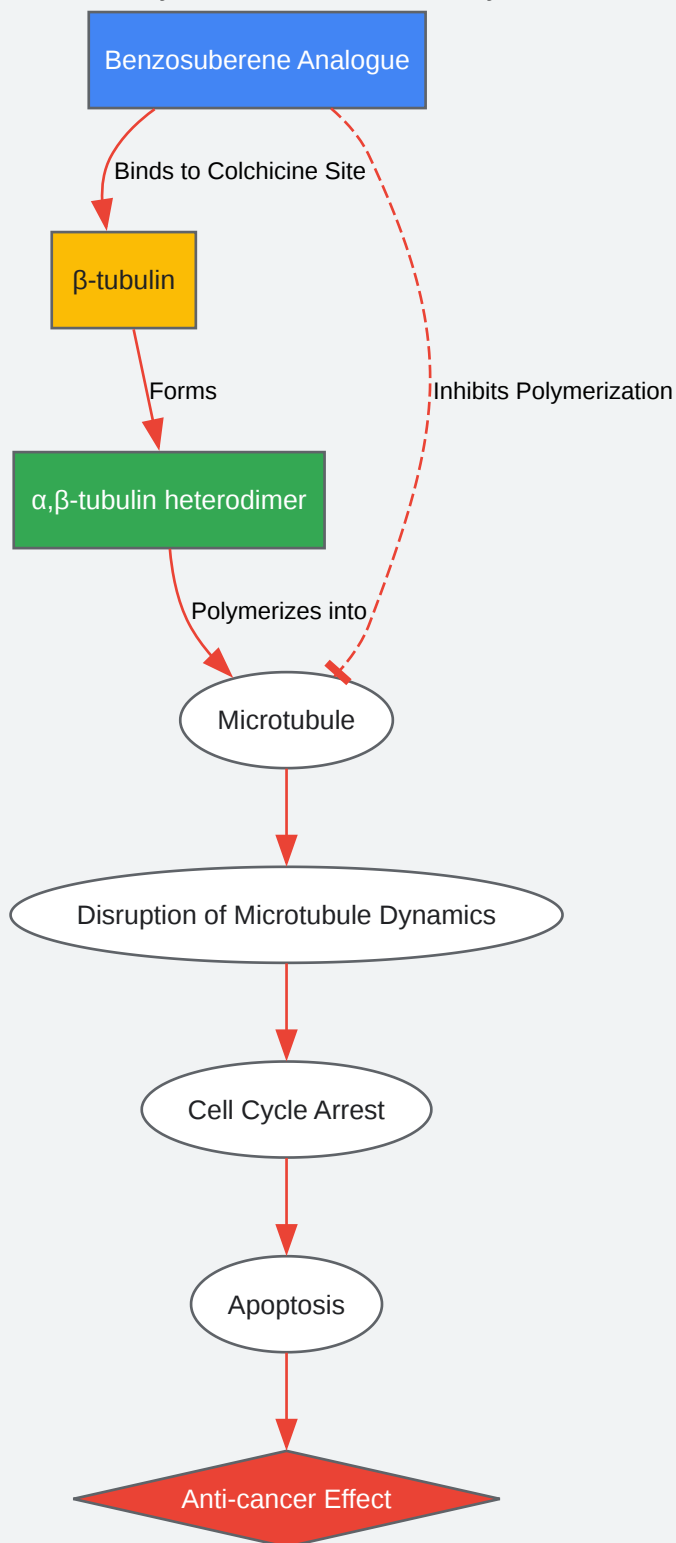 Benzosuberene Analogue
Binds to Colchicine Site
β-tubulin
Forms
Inhibits Polymerization
α,β-tubulin heterodimer
Polymerizes into
Microtubule
Disruption of Microtubule Dynamics
Cell Cycle Arrest
Apoptosis
Anti-cancer Effect